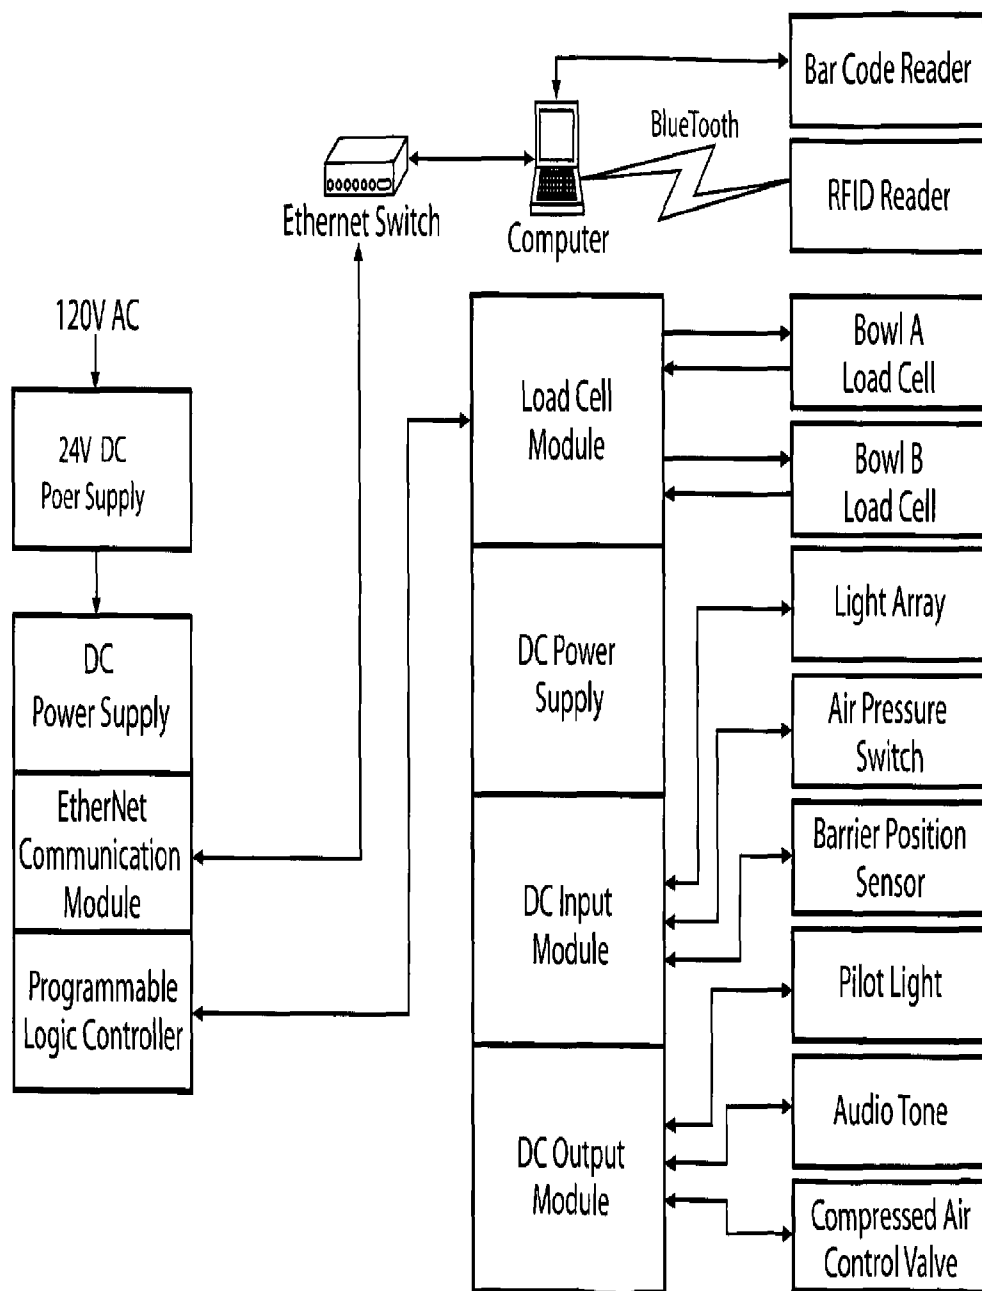 Bar Code Reader
BlueTooth
RFID Reader
Ethernet Switch
Computer
120V AC
24V DC
Poer Supply
DC
Power Supply
EtherNet
Communication
Module
Programmable
Logic Controller
Load Cell
Module
DC Power
Supply
DC Input
Module
DC Output
Module
Bowl A
Load Cell
Bowl B
Load Cell
Light Array
Air Pressure
Switch
Barrier Position
Sensor
Pilot Light
Audio Tone
Compressed Air
Control Valve